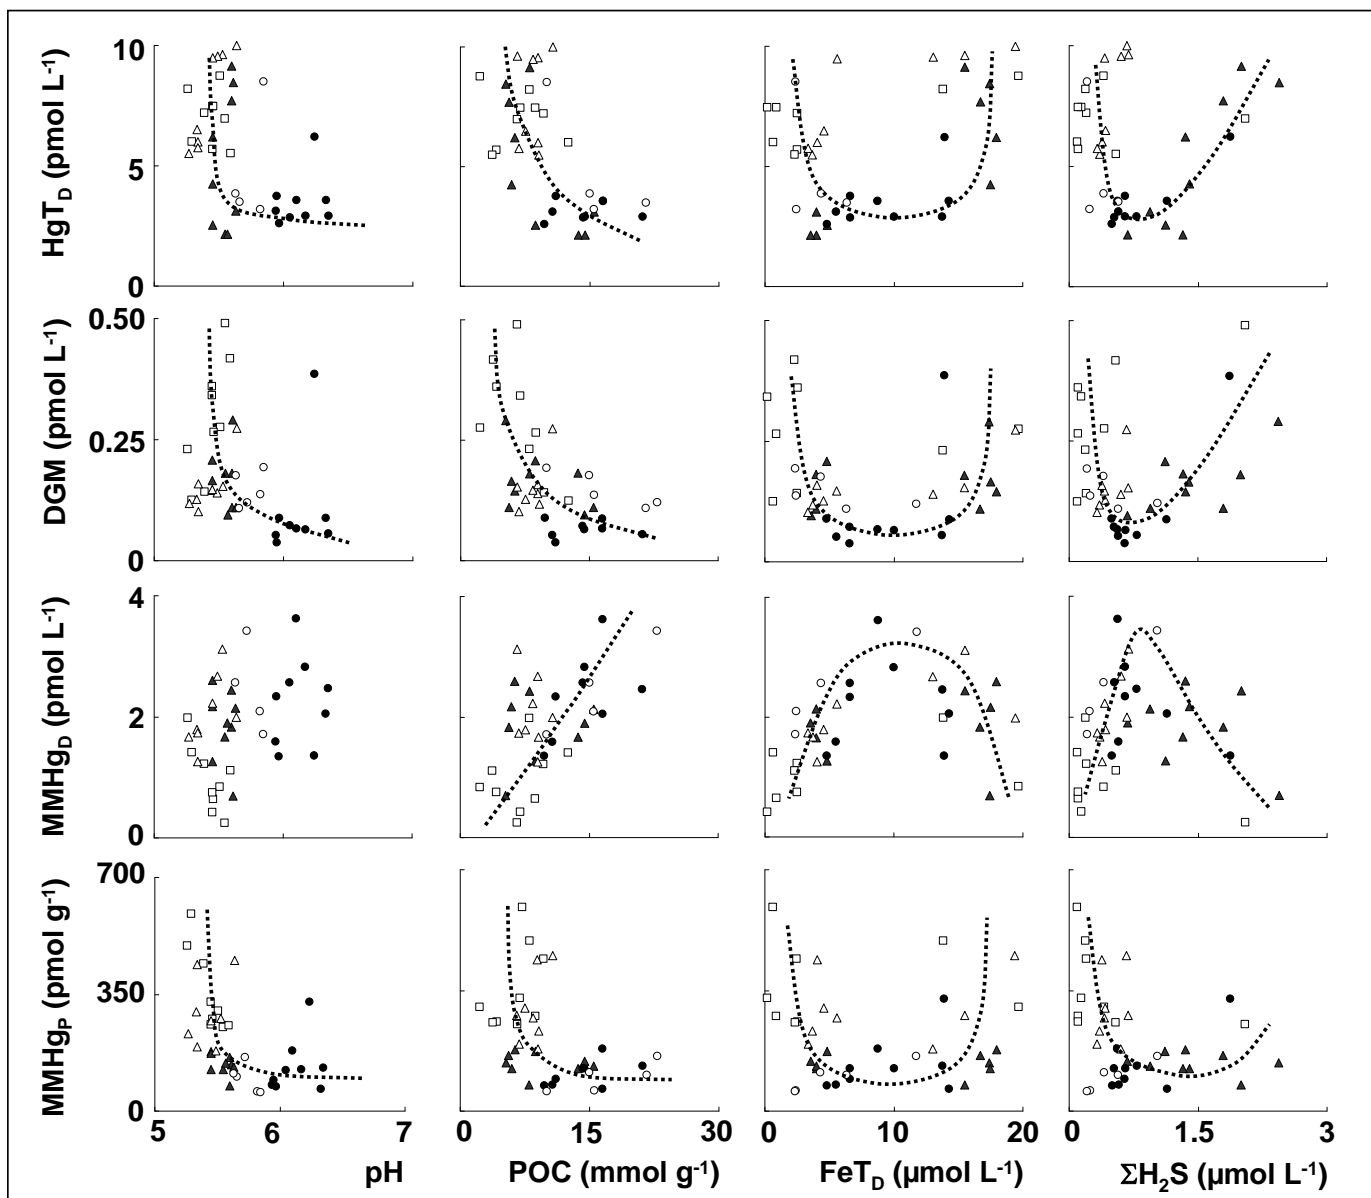 10
5
0
HgT_D (pmol L⁻¹)
0.50
0.25
0
DGM (pmol L⁻¹)
4
2
0
MMHg_D (pmol L⁻¹)
700
350
0
MMHg_P (pmol g⁻¹)
5 6 7 0 15 30 0 10 20 0 1.5 3
pH POC (mmol g⁻¹) FeT_D (µmol L⁻¹) ΣH₂S (µmol L⁻¹)